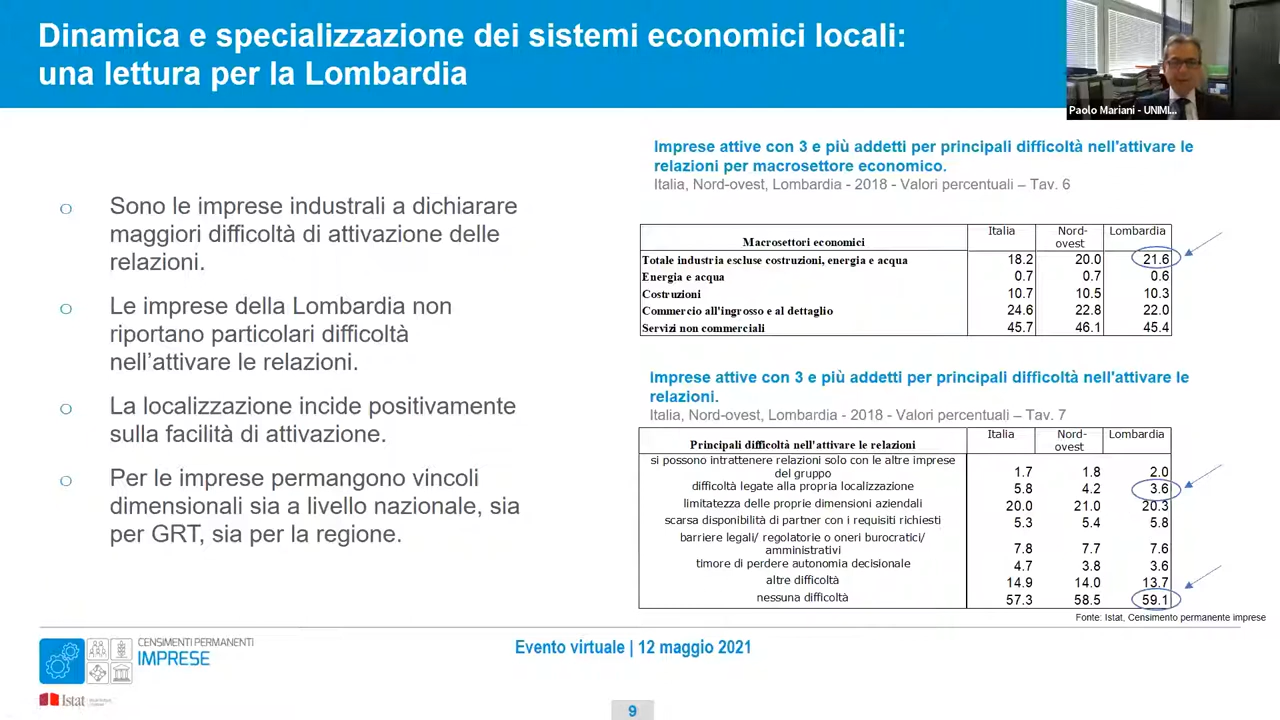 Dinamica e specializzazione dei sistemi economici locali:
una lettura per la Lombardia
Paolo Mariani - UNIMI...
Sono le imprese industrali a dichiarare
maggiori difficoltà di attivazione delle
relazioni.
Le imprese della Lombardia non
riportano particolari difficoltà
nell'attivare le relazioni.
La localizzazione incide positivamente
sulla facilità di attivazione.
Per le imprese permangono vincoli
dimensionali sia a livello nazionale, sia
per GRT, sia per la regione.
Imprese attive con 3 e più addetti per principali difficoltà nell'attivare le
relazioni per macrosettore economico.
Italia, Nord-ovest, Lombardia - 2018 - Valori percentuali – Tav. 6
Macrosettori economici Italia Nord-ovest Lombardia
Totale industria escluse costruzioni, energia e acqua 18.2 20.0 21.6
Energia e acqua 0.7 0.7 0.6
Costruzioni 10.7 10.5 10.3
Commercio all'ingrosso e al dettaglio 24.6 22.8 22.0
Servizi non commerciali 45.7 46.1 45.4
Imprese attive con 3 e più addetti per principali difficoltà nell'attivare le
relazioni.
Italia, Nord-ovest, Lombardia - 2018 - Valori percentuali – Tav. 7
Principali difficoltà nell'attivare le relazioni Italia Nord-ovest Lombardia
si possono intrattenere relazioni solo con le altre imprese
del gruppo 1.7 1.8 2.0
difficoltà legate alla propria localizzazione 5.8 4.2 3.6
limitatezza delle proprie dimensioni aziendali 20.0 21.0 20.3
scarsa disponibilità di partner con i requisiti richiesti 5.3 5.4 5.8
barriere legali/ regolatorie o oneri burocratici/
amministrativi 7.8 7.7 7.6
timore di perdere autonomia decisionale 4.7 3.8 3.6
altre difficoltà 14.9 14.0 13.7
nessuna difficoltà 57.3 58.5 59.1
Fonte: Istat, Censimento permanente imprese
CENSIMENTI PERMANENTI
IMPRESE
Istat
Evento virtuale | 12 maggio 2021
9